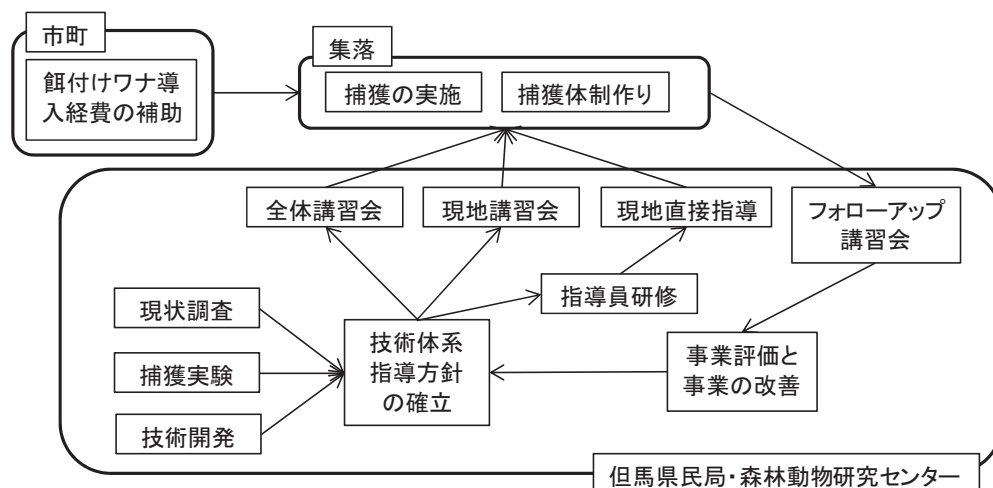 市町
餌付けワナ導
入経費の補助
集落
捕獲の実施
捕獲体制作り
全体講習会
現地講習会
現地直接指導
フォローアップ
講習会
指導員研修
現状調査
捕獲実験
技術開発
技術体系
指導方針
の確立
事業評価と
事業の改善
但馬県民局・森林動物研究センター